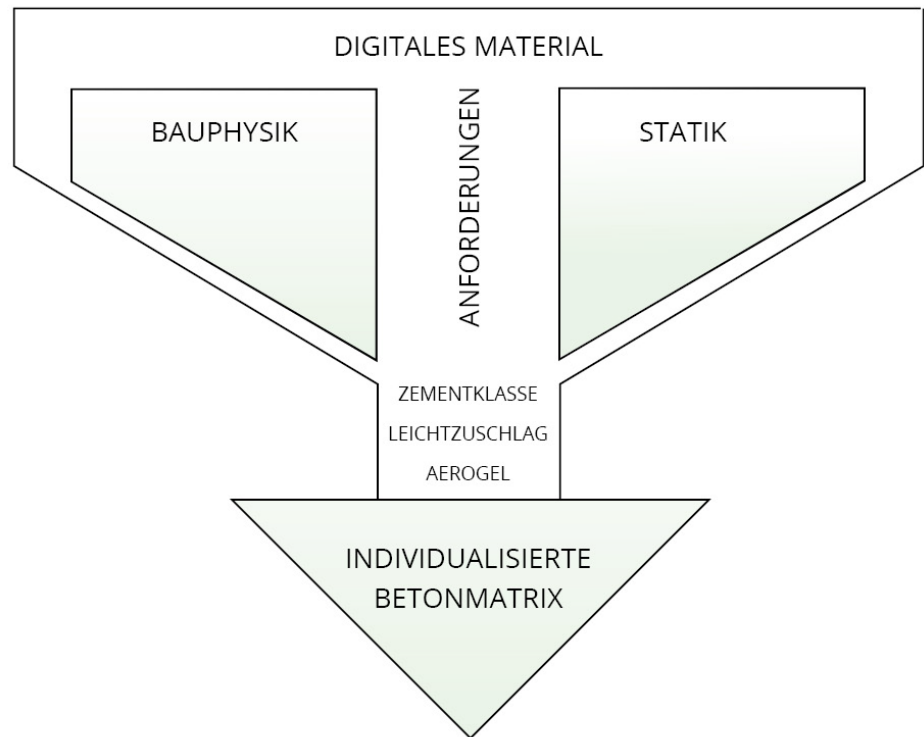 DIGITALES MATERIAL
BAUPHYSIK
ANFORDERUNGEN
STATIK
ZEMENTKLASSE
LEICHTZUSCHLAG
AEROGEL
INDIVIDUALISIERTE
BETONMATRIX